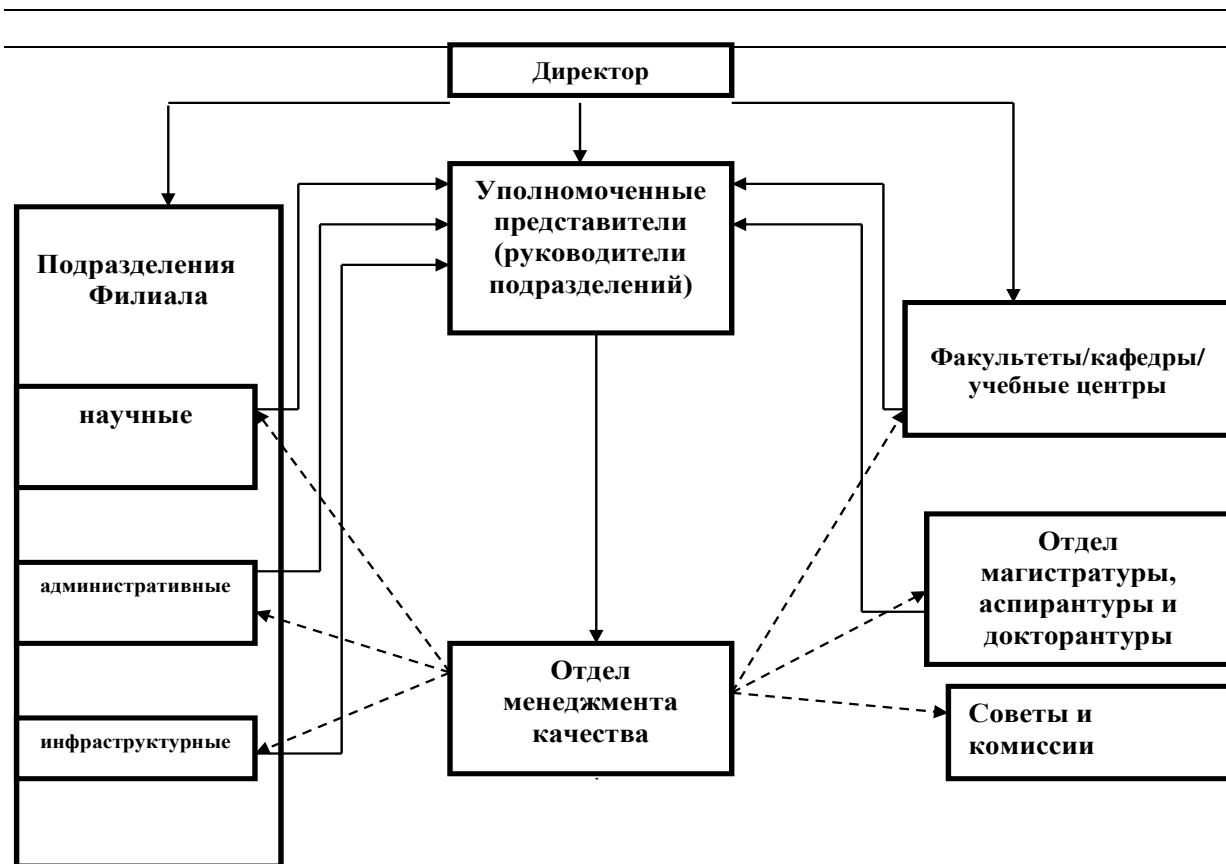 Директор
Уполномоченные
представители
(руководители
подразделений)
Подразделения
Филиала
научные
административные
инфраструктурные
Отдел
менеджмента
качества
Факультеты/кафедры/
учебные центры
Отдел
магистратуры,
аспирантуры и
докторантуры
Советы и
комиссии